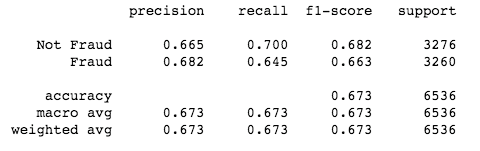 precision recall f1-score support
Not Fraud 0.665 0.700 0.682 3276
Fraud 0.682 0.645 0.663 3260
accuracy 0.673 6536
macro avg 0.673 0.673 0.673 6536
weighted avg 0.673 0.673 0.673 6536